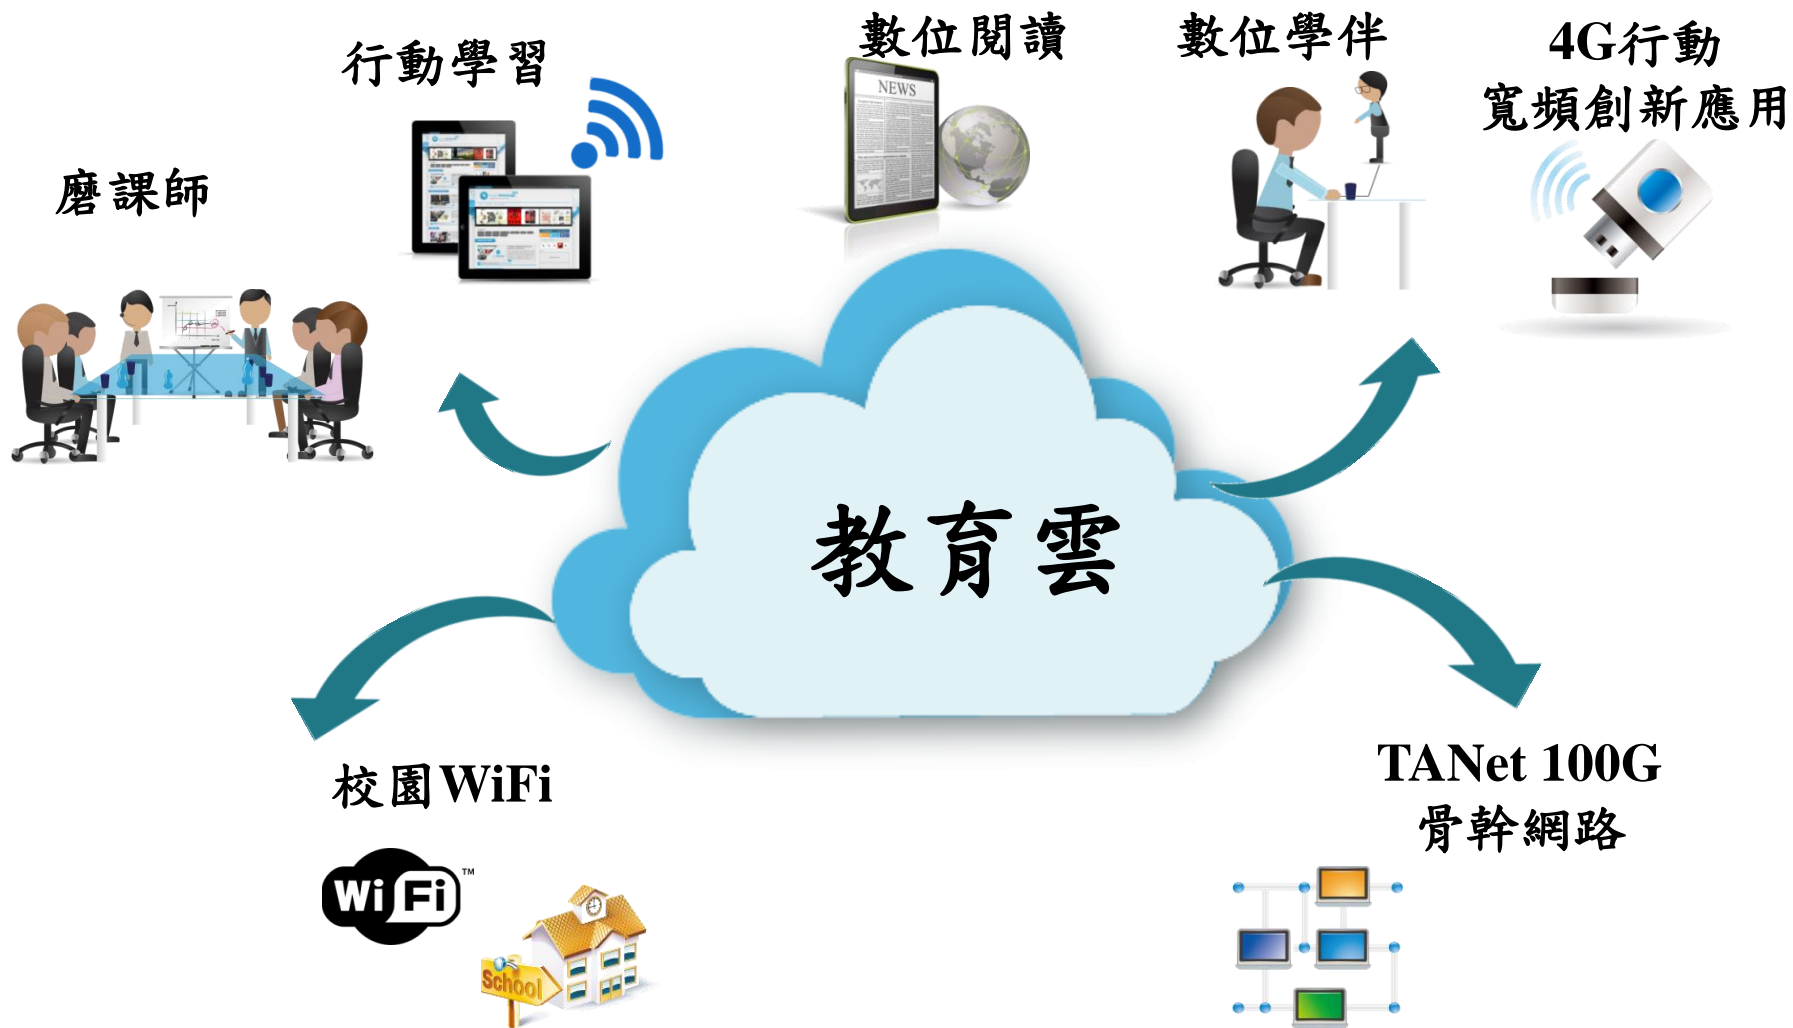 行動學習
數位閱讀
數位學伴
4G行動
寬頻創新應用
NEWS
磨課師
教育雲
校園WiFi
TANet 100G
骨幹網路
WiFi™
School